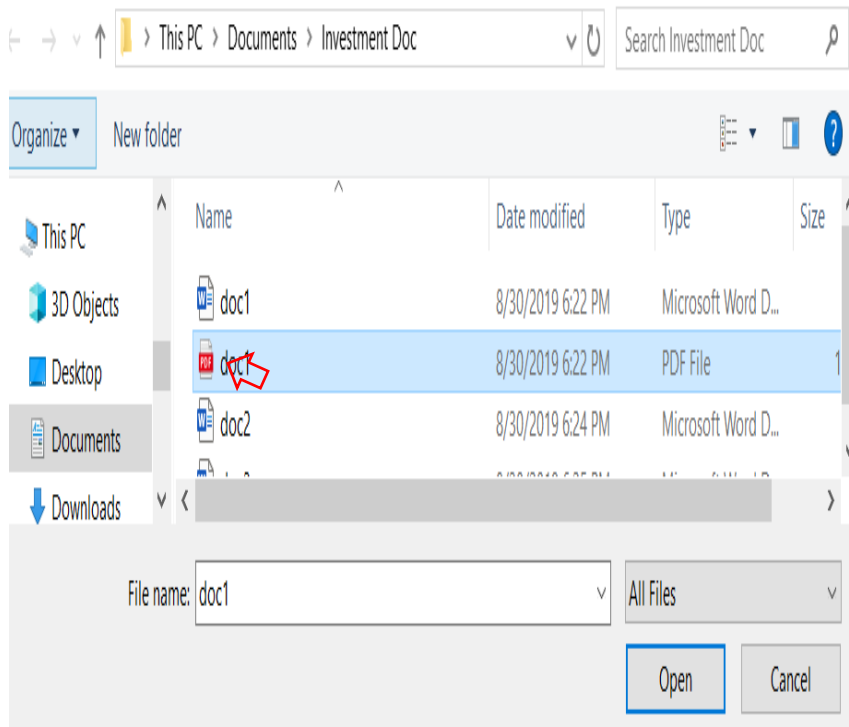 This PC > Documents > Investment Doc
Search Investment Doc
Organize
New folder
?
Name Date modified Type Size
This PC
3D Objects
Desktop
Documents
Downloads
doc1 8/30/2019 6:22 PM Microsoft Word D...
PDF doc1 8/30/2019 6:22 PM PDF File 1
doc2 8/30/2019 6:24 PM Microsoft Word D...
File name: doc1
All Files
Open Cancel